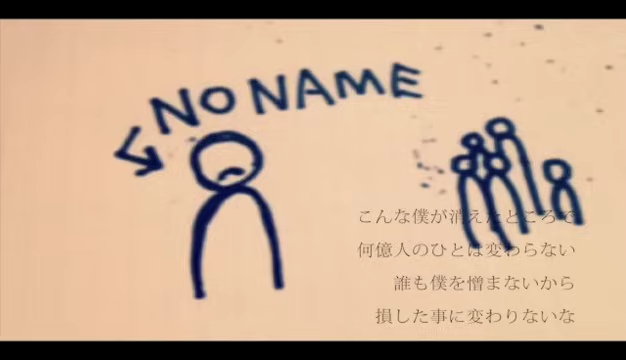 NO NAME
こんな僕が消えたところで
何億人のひとは変わらない
誰も僕を憎まないから
損した事に変わりないな